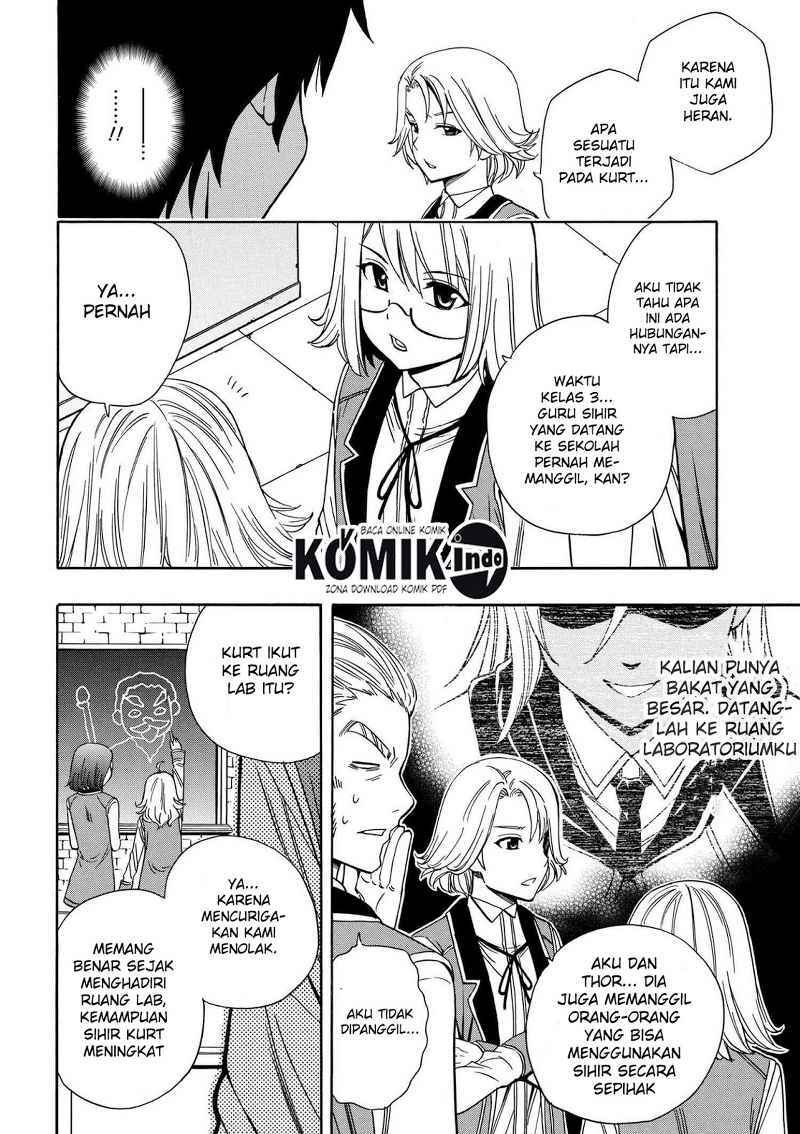 KARENA
ITU KAMI
JUGA
HERAN.
APA
SESUATU
TERJADI
PADA KURT...
......!!
AKU TIDAK
TAHU APA
INI ADA
HUBUNGAN-
NYA TAPI...
WAKTU
KELAS 3...
GURU SIHIR
YANG DATANG
KE SEKOLAH
PERNAH ME-
MANGGIL, KAN?
YA...
PERNAH
BACA ONLINE KOMIK
KOMIK indo
ZONA DOWNLOAD KOMIK PDF
KALIAN PUNYA
BAKAT YANG
BESAR. DATANG-
LAH KE RUANG
LABORATORIUMKU
AKU DAN
THOR... DIA
JUGA MEMANGGIL
ORANG-ORANG
YANG BISA
MENGGUNAKAN
SIHIR SECARA
SEPIHAK
AKU TIDAK
DIPANGGIL...
KURT IKUT
KE RUANG
LAB ITU?
YA...
KARENA
MENCURIGA-
KAN KAMI
MENOLAK.
MEMANG
BENAR SEJAK
MENGHADIRI
RUANG LAB,
KEMAMPUAN
SIHIR KURT
MENINGKAT